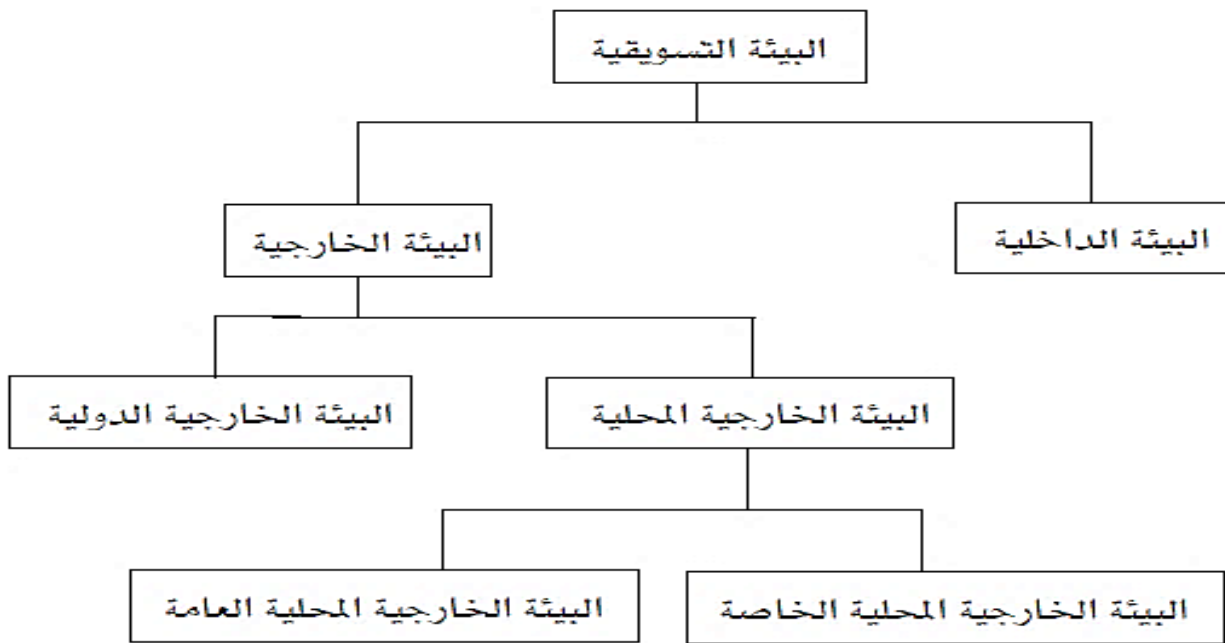 البيئة التسويقية
البيئة الداخلية
البيئة الخارجية
البيئة الخارجية المحلية
البيئة الخارجية الدولية
البيئة الخارجية المحلية الخاصة
البيئة الخارجية المحلية العامة